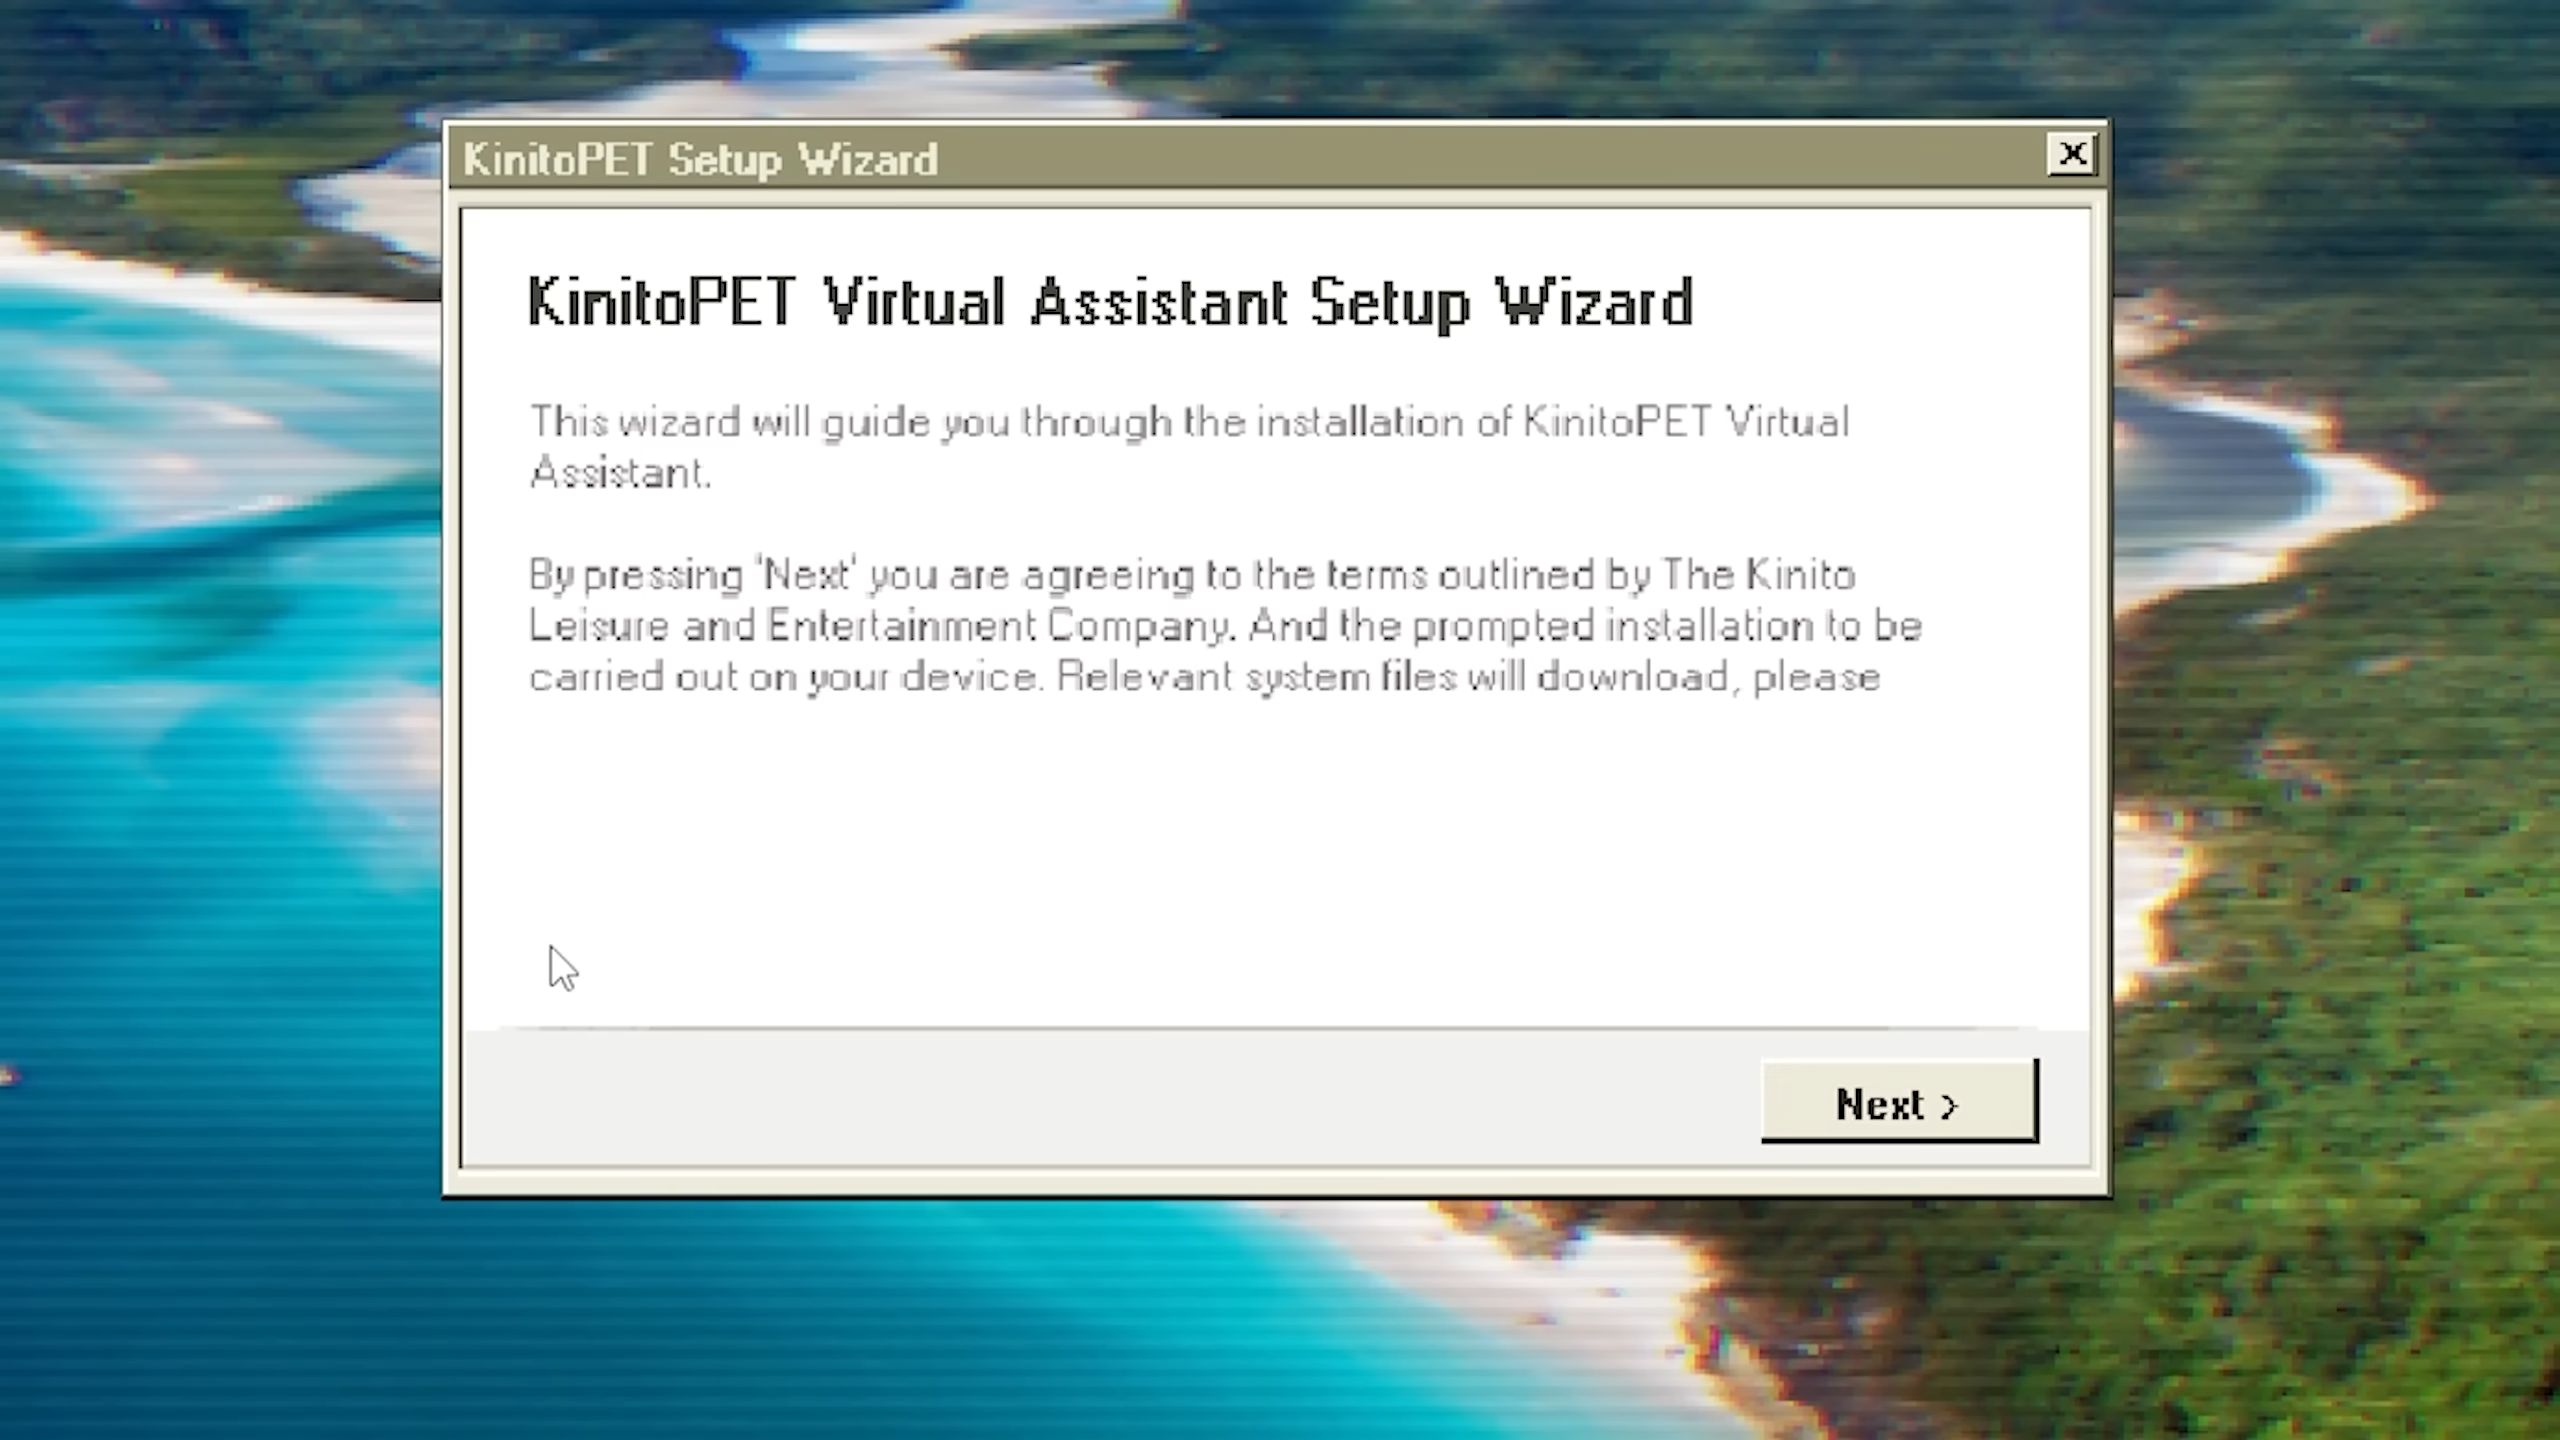 KinitoPET Setup Wizard
KinitoPET Virtual Assistant Setup Wizard
This wizard will guide you through the installation of KinitoPET Virtual
Assistant.
By pressing 'Next' you are agreeing to the terms outlined by The Kinito
Leisure and Entertainment Company. And the prompted installation to be
carried out on your device. Relevant system files will download, please
Next >